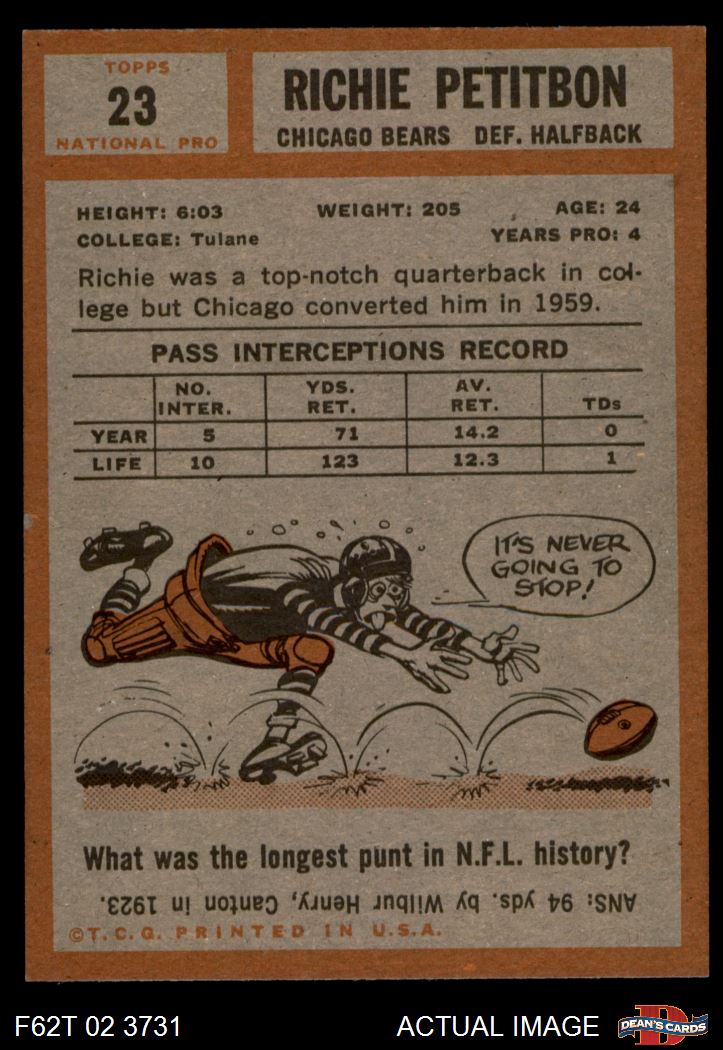 TOPPS
23
NATIONAL PRO
RICHIE PETITBON
CHICAGO BEARS DEF. HALFBACK
HEIGHT: 6:03 WEIGHT: 205 AGE: 24
COLLEGE: Tulane YEARS PRO: 4
Richie was a top-notch quarterback in col-
lege but Chicago converted him in 1959.
PASS INTERCEPTIONS RECORD
NO. INTER. YDS. RET. AV. RET. TDs
YEAR 5 71 14.2 0
LIFE 10 123 12.3 1
IT'S NEVER
GOING TO
STOP!
What was the longest punt in N.F.L. history?
ANS: 94 yds. by Wilbur Henry, Canton in 1923.
©T.C.G. PRINTED IN U.S.A.
F62T 02 3731 ACTUAL IMAGE D DEAN'S CARDS